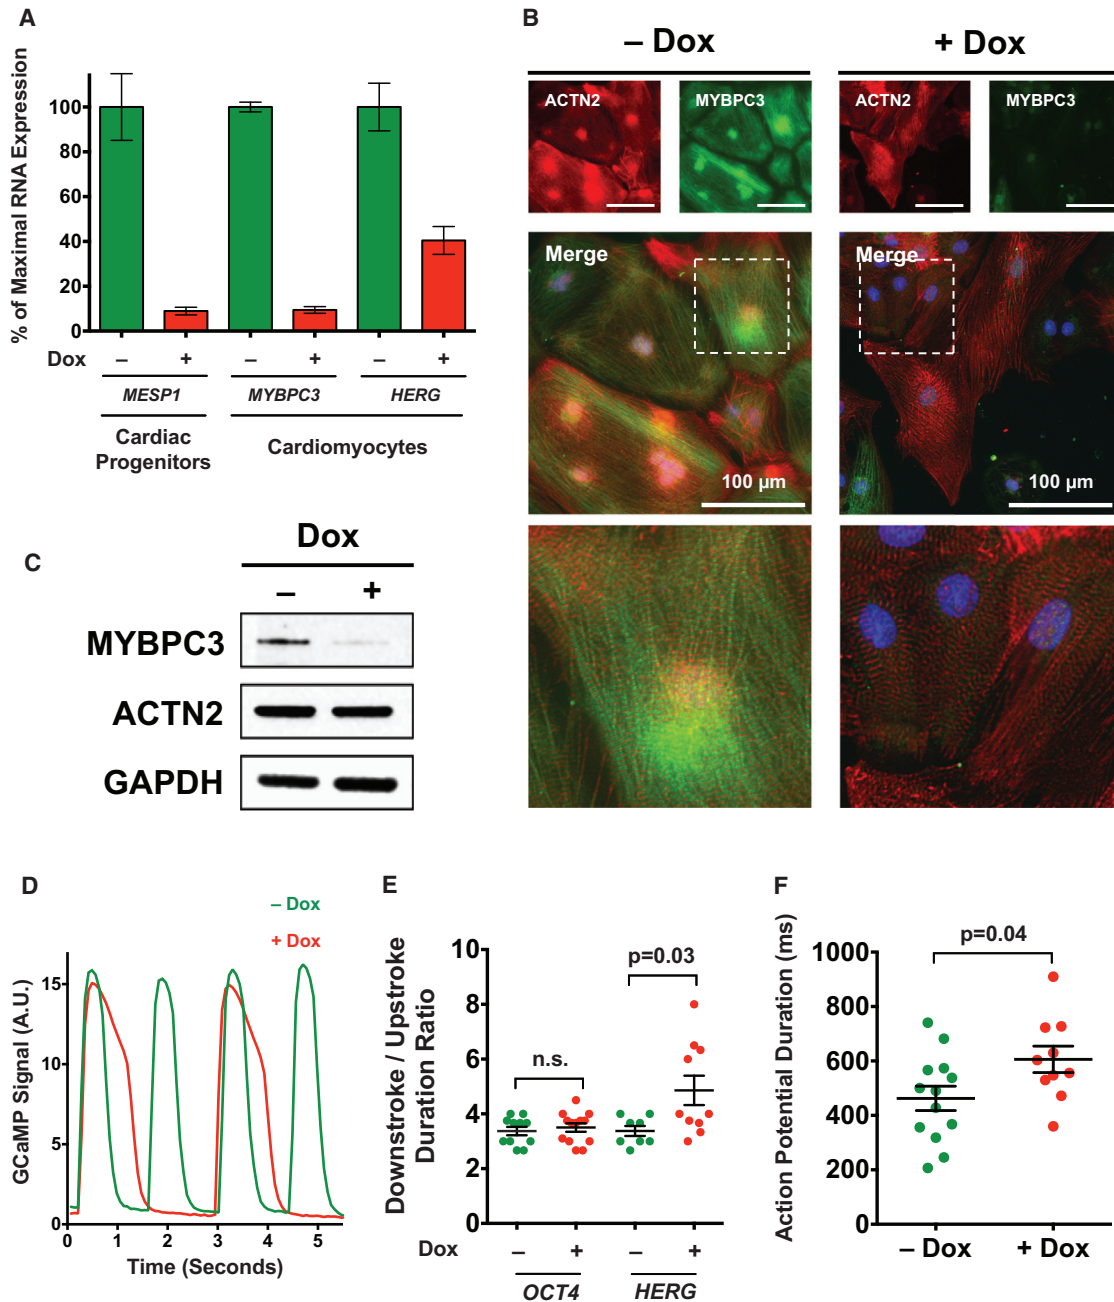 A
% of Maximal RNA Expression
100
80
60
40
20
0
Dox – + – + – +
MESP1 MYBPC3 HERG
Cardiac Progenitors
Cardiomyocytes
B
– Dox + Dox
ACTN2 MYBPC3 ACTN2 MYBPC3
Merge Merge
100 µm 100 µm
C
Dox
– +
MYBPC3
ACTN2
GAPDH
D
– Dox
+ Dox
GCaMP Signal (A.U.)
15
10
5
0
0 1 2 3 4 5
Time (Seconds)
E
Downstroke / Upstroke
Duration Ratio
10
8
6
4
2
0
n.s.
p=0.03
Dox – + – +
OCT4 HERG
F
Action Potential Duration (ms)
1000
800
600
400
200
0
p=0.04
– Dox + Dox